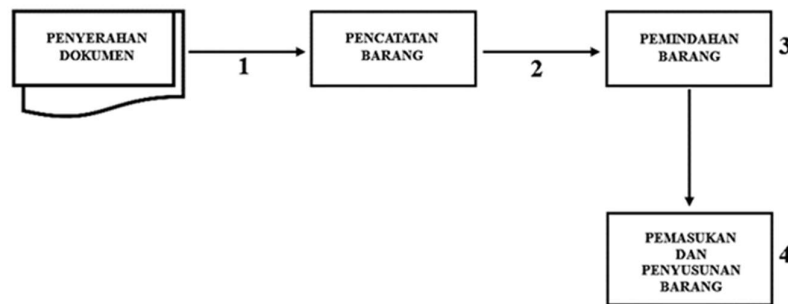 PENYERAHAN
DOKUMEN
1
PENCATATAN
BARANG
2
PEMINDAHAN
BARANG
3
PEMASUKAN
DAN
PENYUSUNAN
BARANG
4